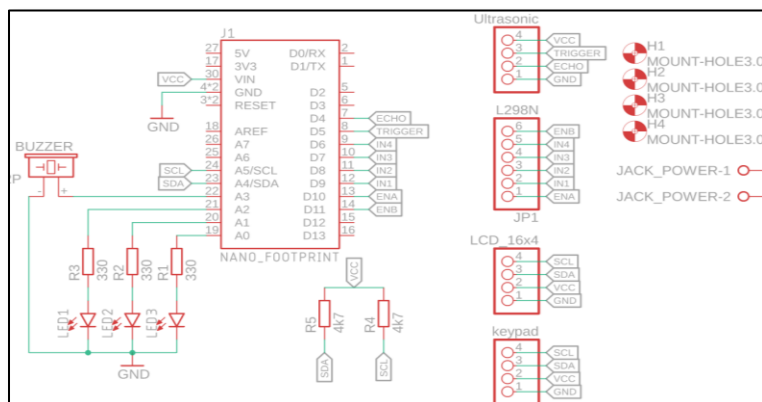 J1
27 5V D0/RX 2
17 3V3 D1/TX 1
VCC 30 VIN
4*2 GND D2 5
3*2 RESET D3 6
D4 7 ECHO
18 AREF D5 8 TRIGGER
26 A7 D6 9 IN4
25 A6 D7 10 IN3
SCL 24 A5/SCL D8 11 IN2
SDA 23 A4/SDA D9 12 IN1
22 A3 D10 13 ENA
21 A2 D11 14 ENB
20 A1 D12 15
19 A0 D13 16
NANO_FOOTPRINT
GND
BUZZER
- +
R3 330
R2 330
R1 330
LED1
LED2
LED3
GND
VCC
R5 4k7
R4 4k7
SDA
SCL
Ultrasonic
4 VCC
3 TRIGGER
2 ECHO
1 GND
L298N
6 ENB
5 IN4
4 IN3
3 IN2
2 IN1
1 ENA
JP1
LCD_16x4
4 SCL
3 SDA
2 VCC
1 GND
keypad
4 SCL
3 SDA
2 VCC
1 GND
H1
MOUNT-HOLE3.0
H2
MOUNT-HOLE3.0
H3
MOUNT-HOLE3.0
H4
MOUNT-HOLE3.0
JACK_POWER-1
JACK_POWER-2